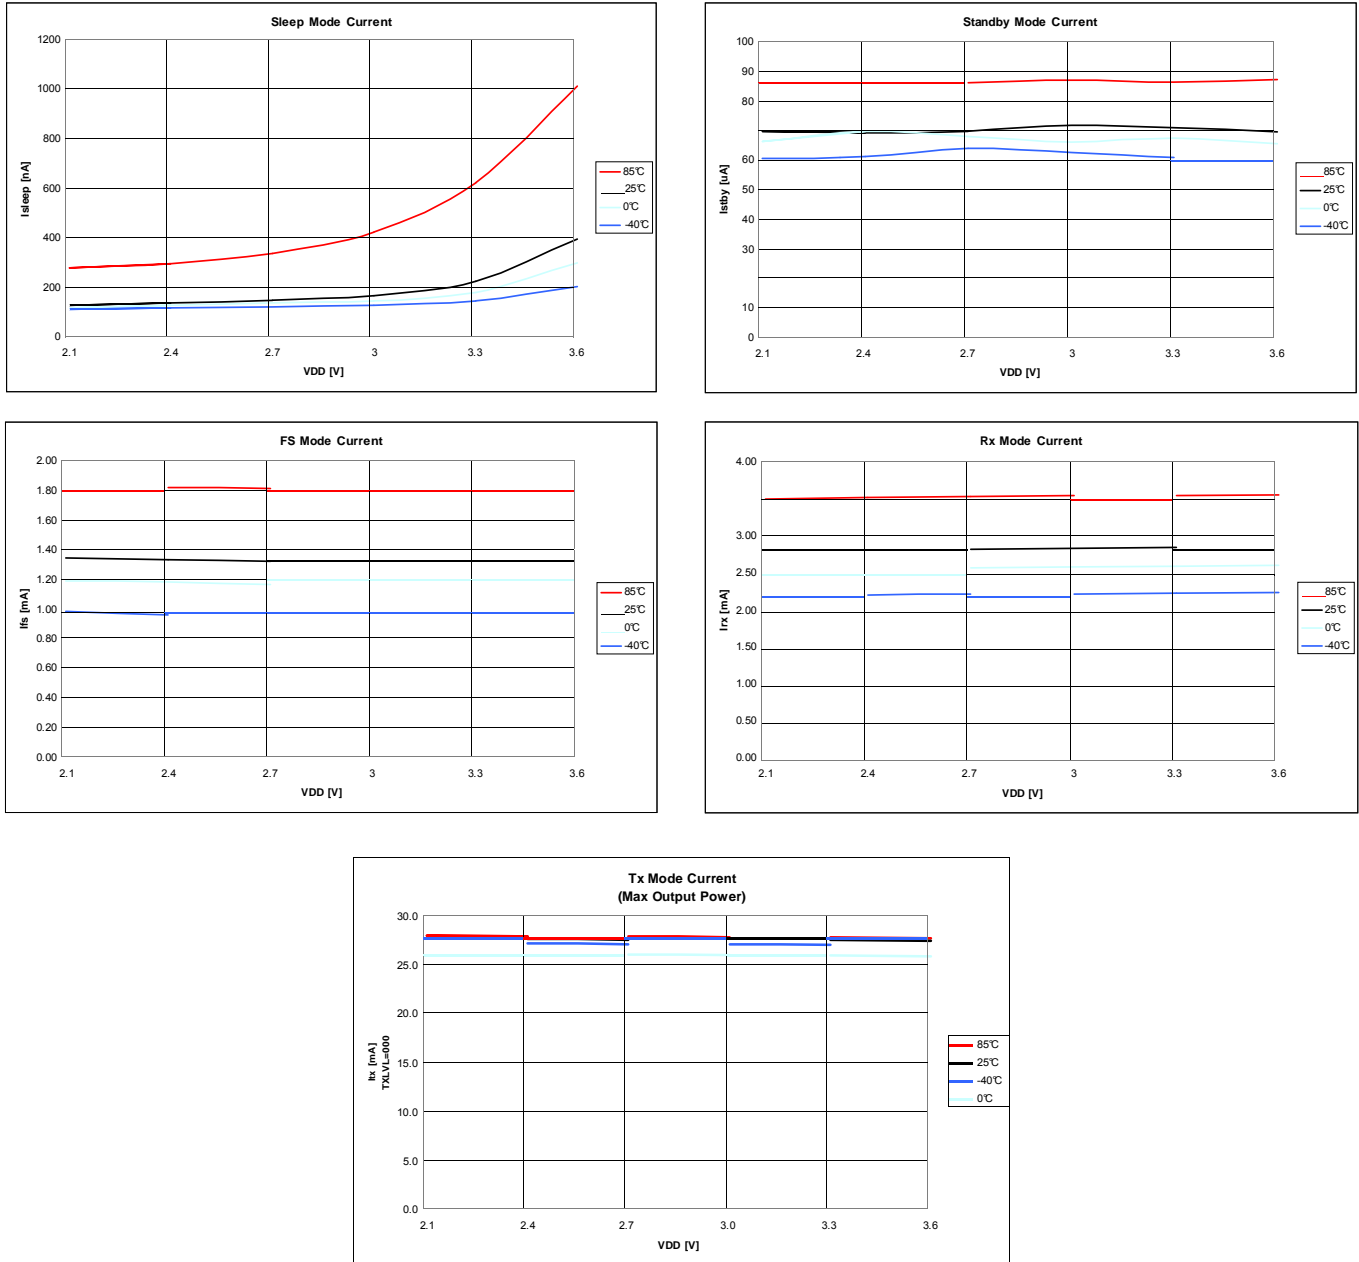 Sleep Mode Current
1200
1000
800
600
400
200
0
Isleep [nA]
2.1 2.4 2.7 3 3.3 3.6
VDD [V]
85℃
25℃
0℃
-40℃
Standby Mode Current
100
90
80
70
60
50
40
30
20
10
0
Istby [uA]
2.1 2.4 2.7 3 3.3 3.6
VDD [V]
85℃
25℃
0℃
-40℃
FS Mode Current
2.00
1.80
1.60
1.40
1.20
1.00
0.80
0.60
0.40
0.20
0.00
Ifs [mA]
2.1 2.4 2.7 3 3.3 3.6
VDD [V]
85℃
25℃
0℃
-40℃
Rx Mode Current
4.00
3.50
3.00
2.50
2.00
1.50
1.00
0.50
0.00
Irx [mA]
2.1 2.4 2.7 3 3.3 3.6
VDD [V]
85℃
25℃
0℃
-40℃
Tx Mode Current
(Max Output Power)
30.0
25.0
20.0
15.0
10.0
5.0
0.0
Itx [mA]
TXLVL=000
2.1 2.4 2.7 3.0 3.3 3.6
VDD [V]
85℃
25℃
-40℃
0℃